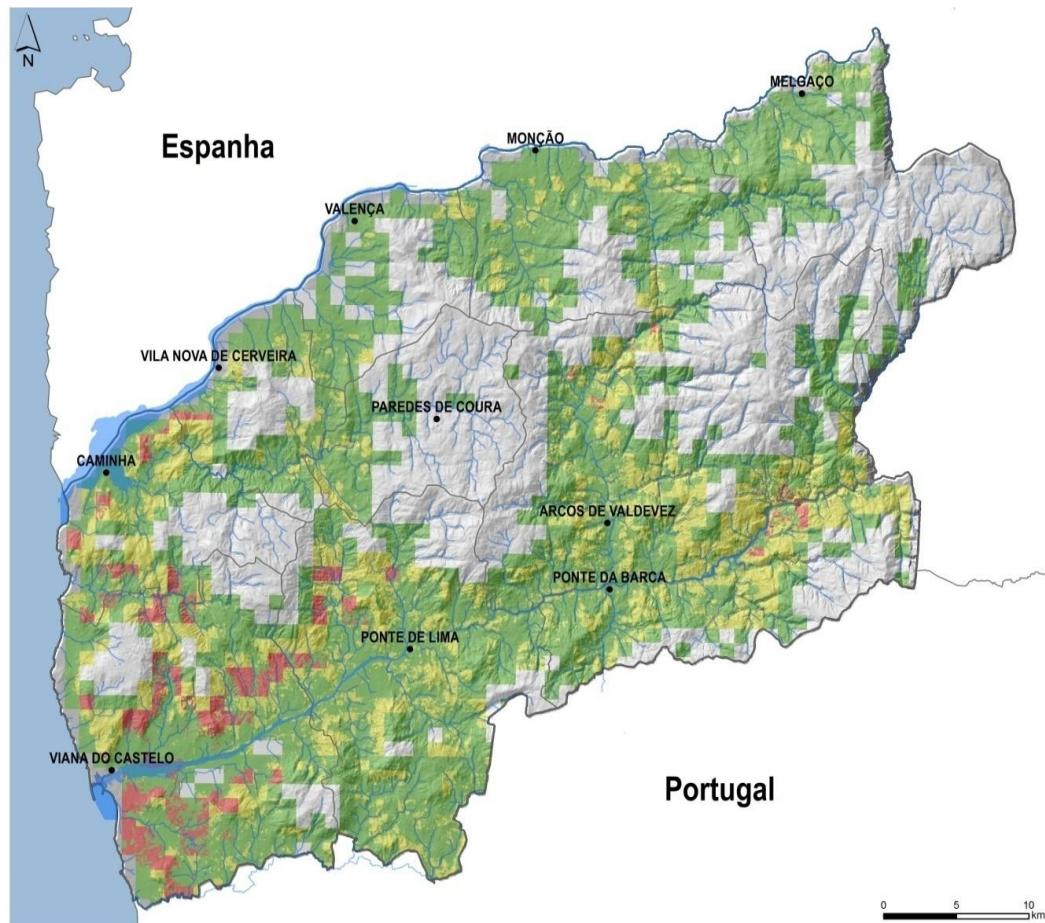 N
MELGAÇO
MONÇÃO
Espanha
VALENÇA
VILA NOVA DE CERVEIRA
PAREDES DE COURA
CAMINHA
ARCOS DE VALDEVEZ
PONTE DA BARCA
PONTE DE LIMA
VIANA DO CASTELO
Portugal
0 5 10
km